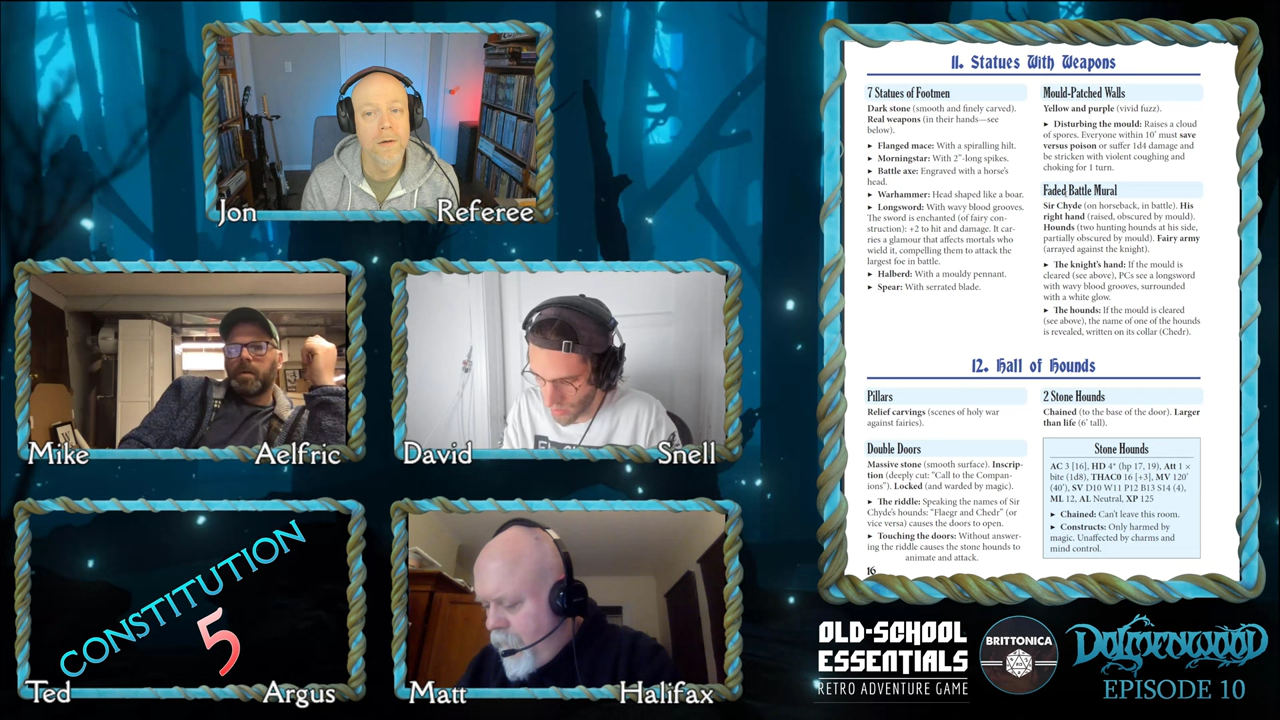 Jon Referee
Mike Aelfric
David Snell
CONSTITUTION
5
Ted Argus
Matt Halifax
11. Statues With Weapons
7 Statues of Footmen
Dark stone (smooth and finely carved).
Real weapons (in their hands—see
below).
► Flanged mace: With a spiralling hilt.
► Morningstar: With 2"-long spikes.
► Battle axe: Engraved with a horse's
head.
► Warhammer: Head shaped like a boar.
► Longsword: With wavy blood grooves.
The sword is enchanted (of fairy con-
struction): +2 to hit and damage. It car-
ries a glamour that affects mortals who
wield it, compelling them to attack the
largest foe in battle.
► Halberd: With a mouldy pennant.
► Spear: With serrated blade.
Mould-Patched Walls
Yellow and purple (vivid fuzz).
► Disturbing the mould: Raises a cloud
of spores. Everyone within 10' must save
versus poison or suffer 1d4 damage and
be stricken with violent coughing and
choking for 1 turn.
Faded Battle Mural
Sir Chyde (on horseback, in battle). His
right hand (raised, obscured by mould).
Hounds (two hunting hounds at his side,
partially obscured by mould). Fairy army
(arrayed against the knight).
► The knight's hand: If the mould is
cleared (see above), PCs see a longsword
with wavy blood grooves, surrounded
with a white glow.
► The hounds: If the mould is cleared
(see above), the name of one of the hounds
is revealed, written on its collar (Chedr).
12. Hall of Hounds
Pillars
Relief carvings (scenes of holy war
against fairies).
Double Doors
Massive stone (smooth surface). Inscrip-
tion (deeply cut: "Call to the Compan-
ions"). Locked (and warded by magic).
► The riddle: Speaking the names of Sir
Chyde's hounds: "Flaegr and Chedr" (or
vice versa) causes the doors to open.
► Touching the doors: Without answer-
ing the riddle causes the stone hounds to
animate and attack.
2 Stone Hounds
Chained (to the base of the door). Larger
than life (6' tall).
Stone Hounds
AC 3 [16], HD 4* (hp 17, 19), Att 1 ×
bite (1d8), THAC0 16 [+3], MV 120'
(40'), SV D10 W11 P12 B13 S14 (4),
ML 12, AL Neutral, XP 125
► Chained: Can't leave this room.
► Constructs: Only harmed by
magic. Unaffected by charms and
mind control.
16
OLD-SCHOOL
ESSENTIALS
RETRO ADVENTURE GAME
BRITTONICA
DOLMENWOOD
EPISODE 10